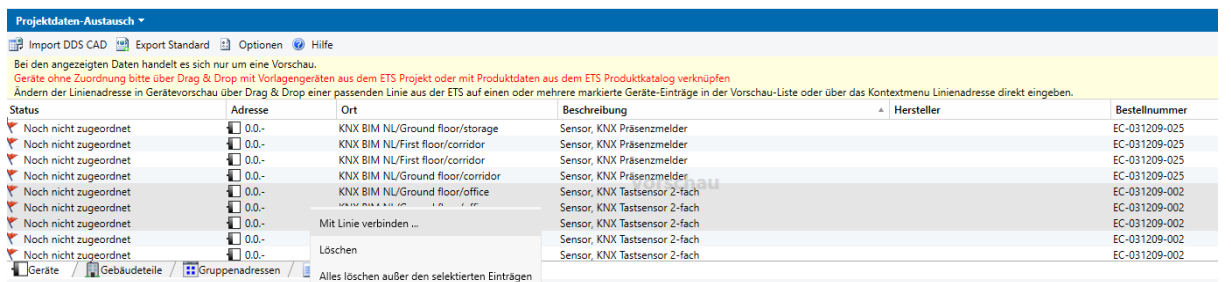 Projektdaten-Austausch
Import DDS CAD Export Standard Optionen Hilfe
Bei den angezeigten Daten handelt es sich nur um eine Vorschau.
Geräte ohne Zuordnung bitte über Drag & Drop mit Vorlagengeräten aus dem ETS Projekt oder mit Produktdaten aus dem ETS Produktkatalog verknüpfen
Ändern der Linienadresse in Gerätevorschau über Drag & Drop einer passenden Linie aus der ETS auf einen oder mehrere markierte Geräte-Einträge in der Vorschau-Liste oder über das Kontextmenu Linienadresse direkt eingeben.
Status Adresse Ort Beschreibung Hersteller Bestellnummer
Noch nicht zugeordnet 0.0.- KNX BIM NL/Ground floor/storage Sensor, KNX Präsenzmelder EC-031209-025
Noch nicht zugeordnet 0.0.- KNX BIM NL/First floor/corridor Sensor, KNX Präsenzmelder EC-031209-025
Noch nicht zugeordnet 0.0.- KNX BIM NL/First floor/corridor Sensor, KNX Präsenzmelder EC-031209-025
Noch nicht zugeordnet 0.0.- KNX BIM NL/Ground floor/corridor Sensor, KNX Präsenzmelder EC-031209-025
Vorschau
Noch nicht zugeordnet 0.0.- KNX BIM NL/Ground floor/office Sensor, KNX Tastsensor 2-fach EC-031209-002
Noch nicht zugeordnet 0.0.- Sensor, KNX Tastsensor 2-fach EC-031209-002
Noch nicht zugeordnet 0.0.- Mit Linie verbinden ... Sensor, KNX Tastsensor 2-fach EC-031209-002
Noch nicht zugeordnet 0.0.- Sensor, KNX Tastsensor 2-fach EC-031209-002
Löschen
Noch nicht zugeordnet 0.0.- Sensor, KNX Tastsensor 2-fach EC-031209-002
Geräte Gebäudeteile Gruppenadressen
Alles löschen außer den selektierten Einträgen